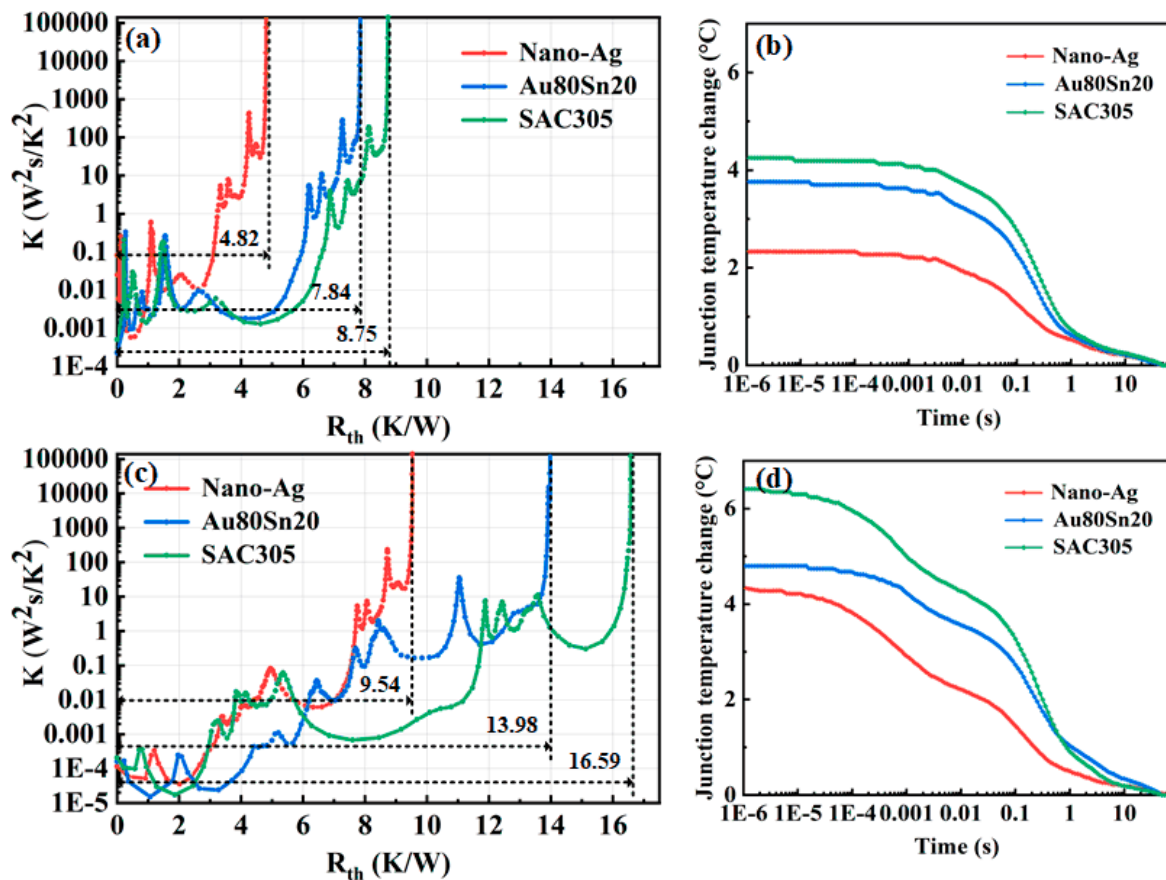 (a)
K (W²s/K²)
100000
10000
1000
100
10
1
0.1
0.01
0.001
1E-4
Nano-Ag
Au80Sn20
SAC305
4.82
7.84
8.75
0 2 4 6 8 10 12 14 16
Rth (K/W)
(b)
Junction temperature change (°C)
6
4
2
0
Nano-Ag
Au80Sn20
SAC305
1E-6 1E-5 1E-4 0.001 0.01 0.1 1 10
Time (s)
(c)
K (W²s/K²)
100000
10000
1000
100
10
1
0.1
0.01
0.001
1E-4
1E-5
Nano-Ag
Au80Sn20
SAC305
9.54
13.98
16.59
0 2 4 6 8 10 12 14 16
Rth (K/W)
(d)
Junction temperature change (°C)
6
4
2
0
Nano-Ag
Au80Sn20
SAC305
1E-6 1E-5 1E-4 0.001 0.01 0.1 1 10
Time (s)